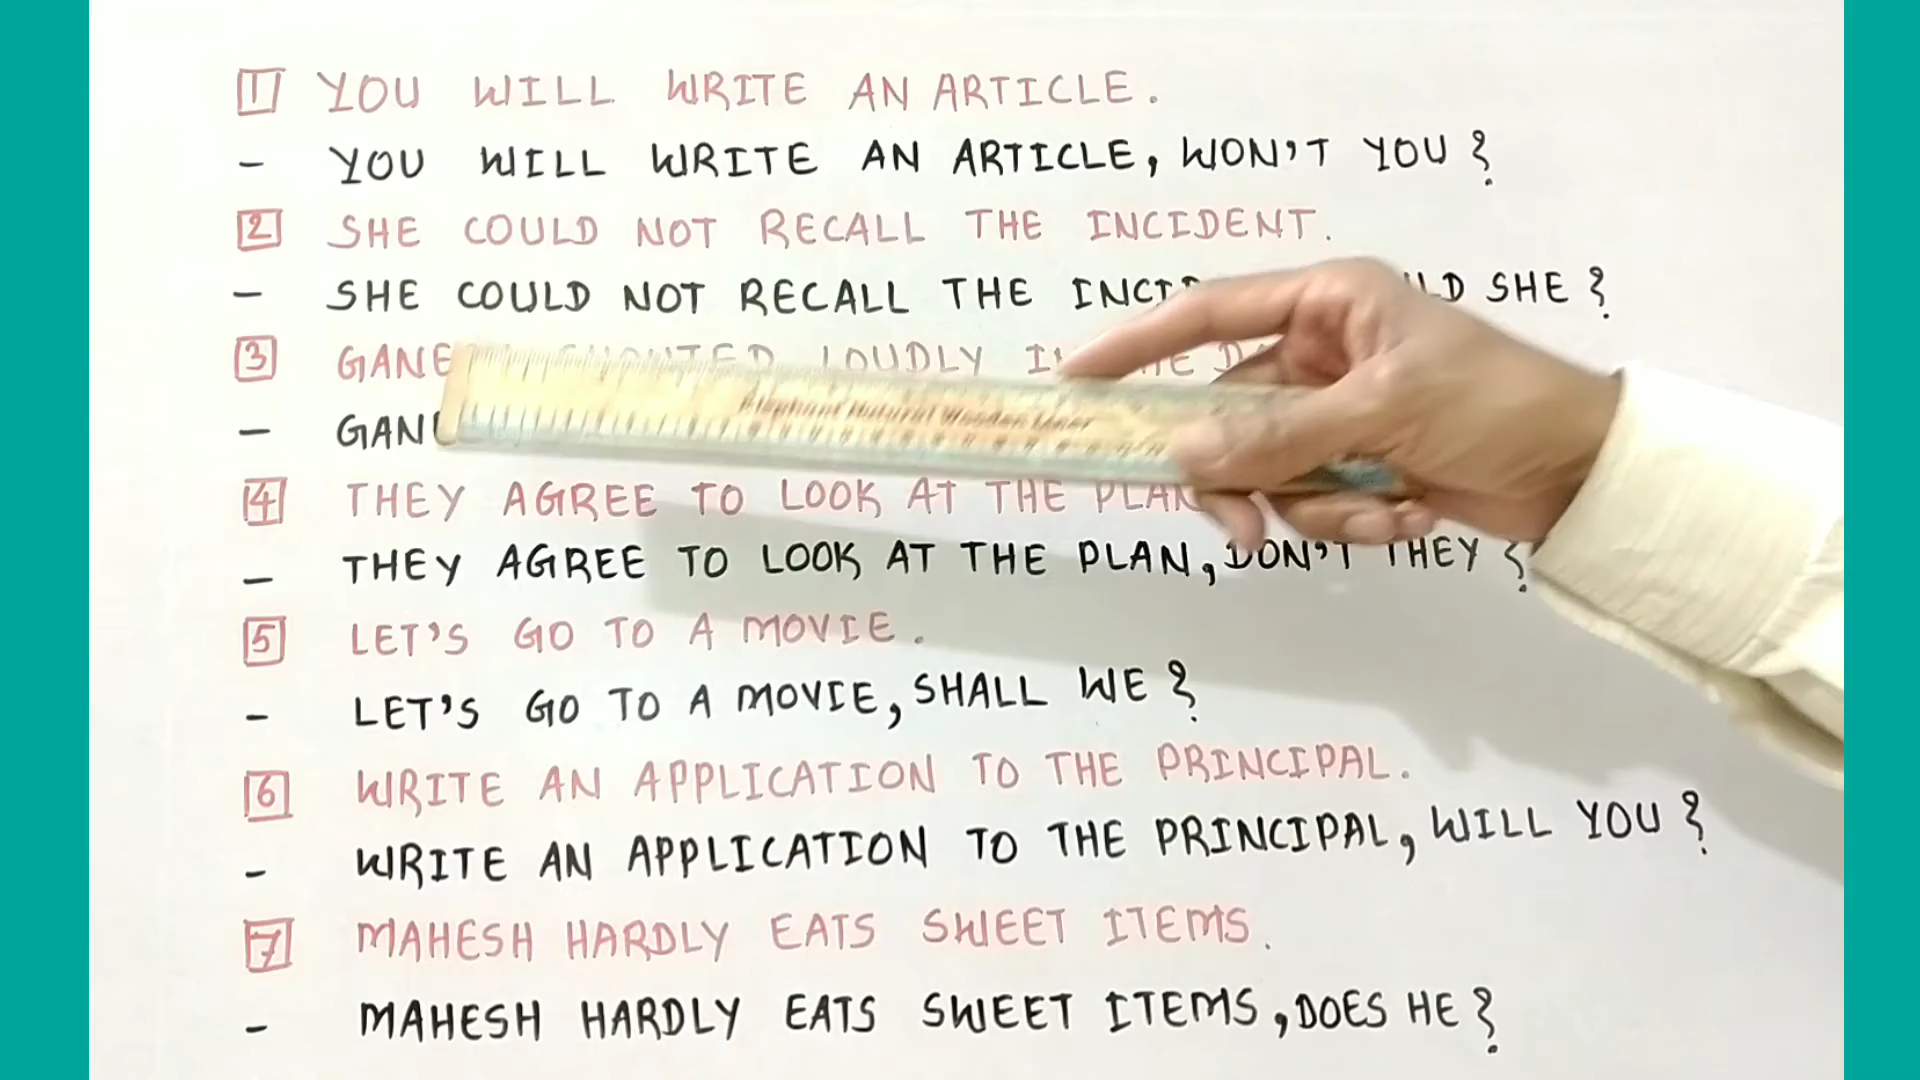 1 YOU WILL WRITE AN ARTICLE.
- YOU WILL WRITE AN ARTICLE, WON'T YOU?
2 SHE COULD NOT RECALL THE INCIDENT.
- SHE COULD NOT RECALL THE SHE?
3 SHOUTED LOUDLY
-
4 THEY AGREE TO LOOK AT THE PLAN
- THEY AGREE TO LOOK AT THE PLAN, DON'T THEY?
5 LET'S GO TO A MOVIE.
- LET'S GO TO A MOVIE, SHALL WE?
6 WRITE AN APPLICATION TO THE PRINCIPAL.
- WRITE AN APPLICATION TO THE PRINCIPAL, WILL YOU?
7 MAHESH HARDLY EATS SWEET ITEMS.
- MAHESH HARDLY EATS SWEET ITEMS, DOES HE?